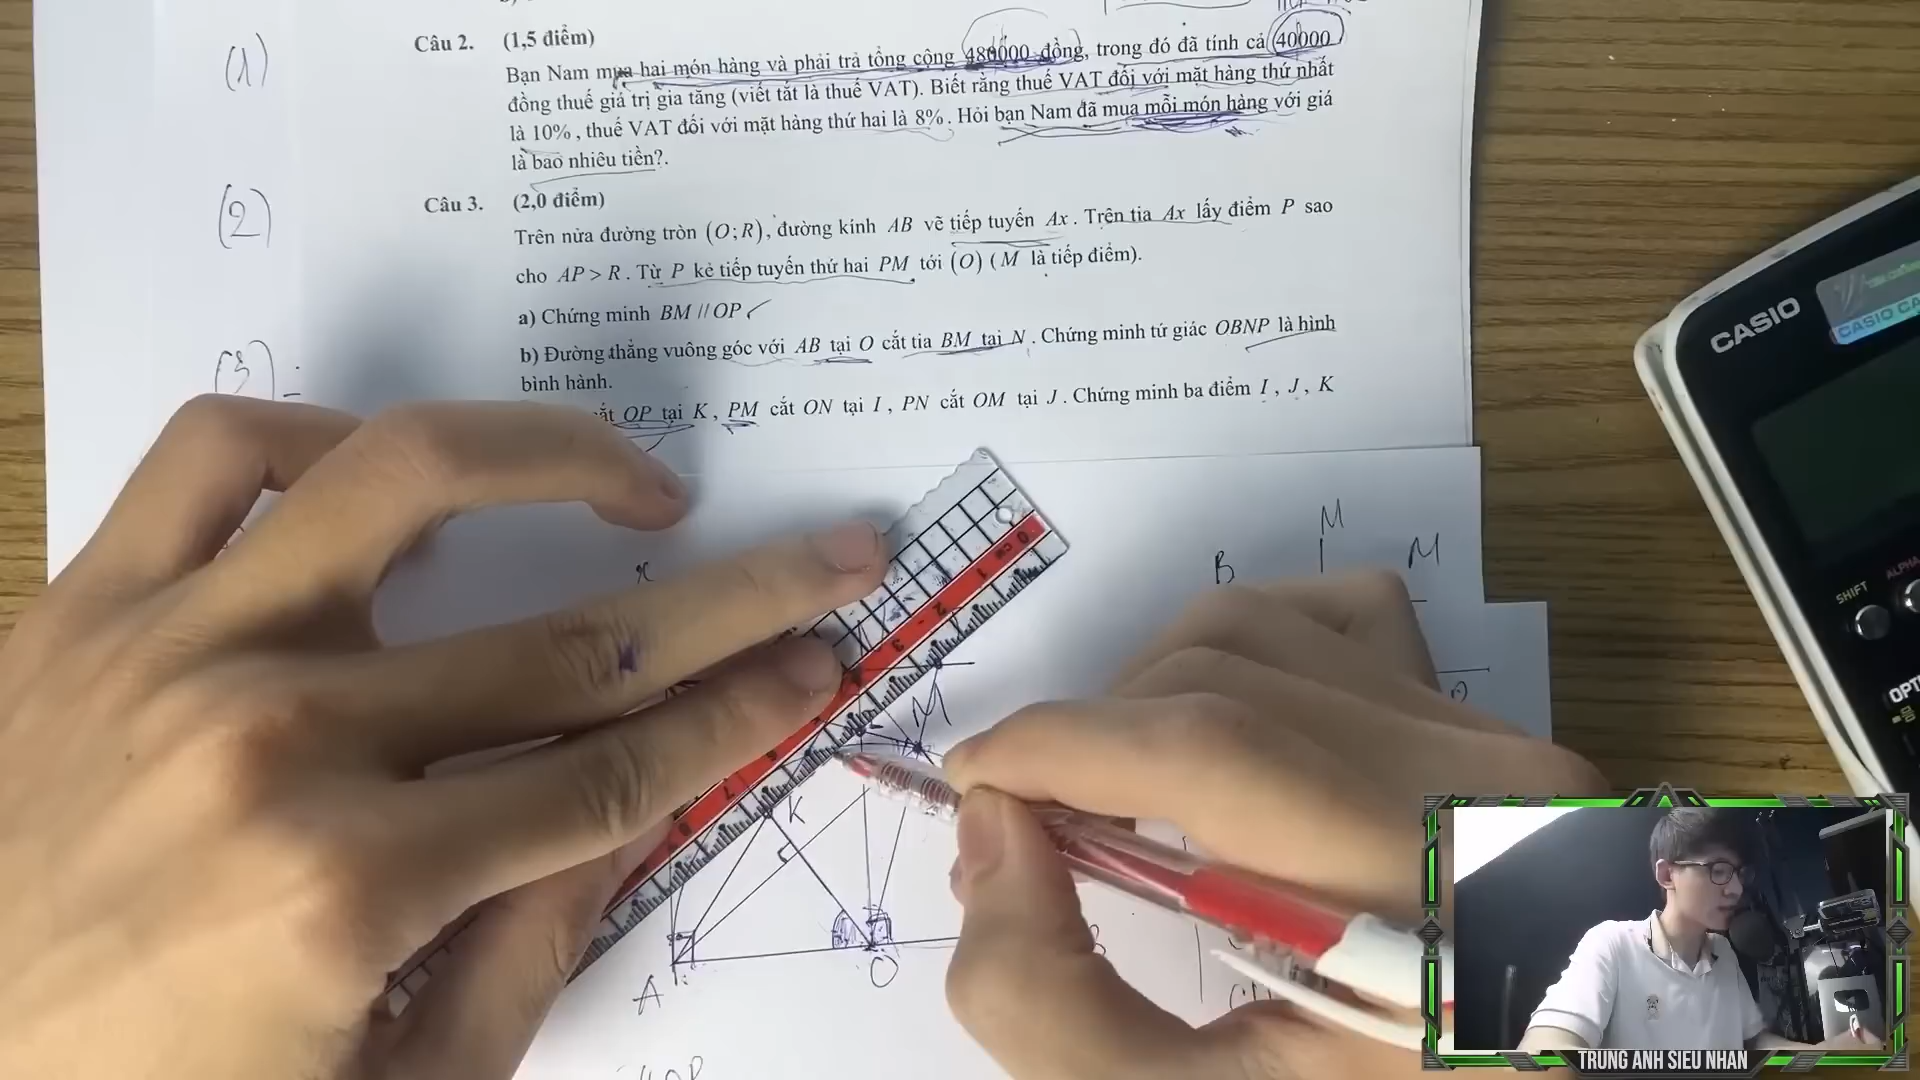 (1)
Câu 2. (1,5 điểm)
Bạn Nam mua hai món hàng và phải trả tổng cộng 480000 đồng, trong đó đã tính cả 40000
đồng thuế giá trị gia tăng (viết tắt là thuế VAT). Biết rằng thuế VAT đối với mặt hàng thứ nhất
là 10%, thuế VAT đối với mặt hàng thứ hai là 8%. Hỏi bạn Nam đã mua mỗi món hàng với giá
là bao nhiêu tiền?.
(2)
Câu 3. (2,0 điểm)
Trên nửa đường tròn (O;R), đường kính AB vẽ tiếp tuyến Ax. Trên tia Ax lấy điểm P sao
cho AP > R. Từ P kẻ tiếp tuyến thứ hai PM tới (O) (M là tiếp điểm).
a) Chứng minh BM // OP
b) Đường thẳng vuông góc với AB tại O cắt tia BM tại N. Chứng minh tứ giác OBNP là hình
bình hành.
(3)
cắt OP tại K, PM cắt ON tại I, PN cắt OM tại J. Chứng minh ba điểm I, J, K
x
M
B
M
M
K
A
O
0 cm 1 2 3 7 8
CASIO
CASIO
SHIFT
ALPHA
OPT
TRUNG ANH SIEU NHAN